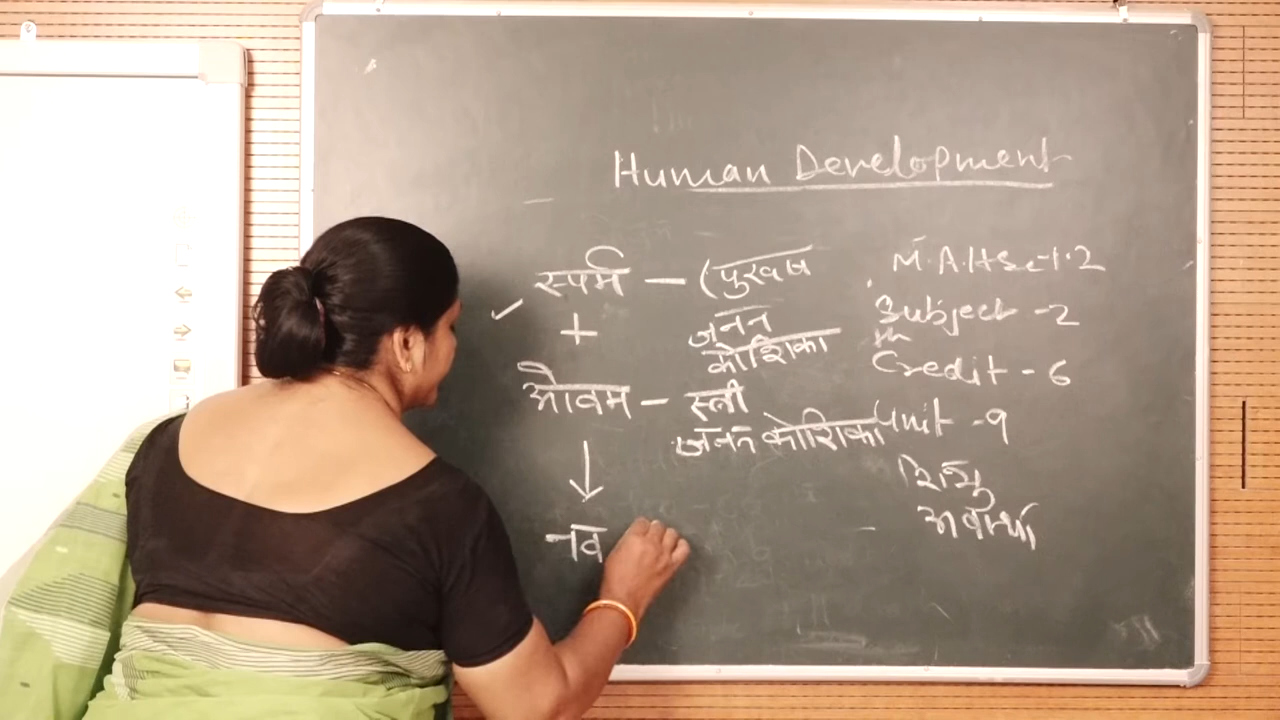 Human Development
स्पर्म — (पुरुष
+ जनन
कोशिका
ओवम — स्त्री
जनन कोशिका
↓
नव
M.A.H.Sc-1.2
Subject -2
Credit - 6
Unit -9
शिशु
अवस्था